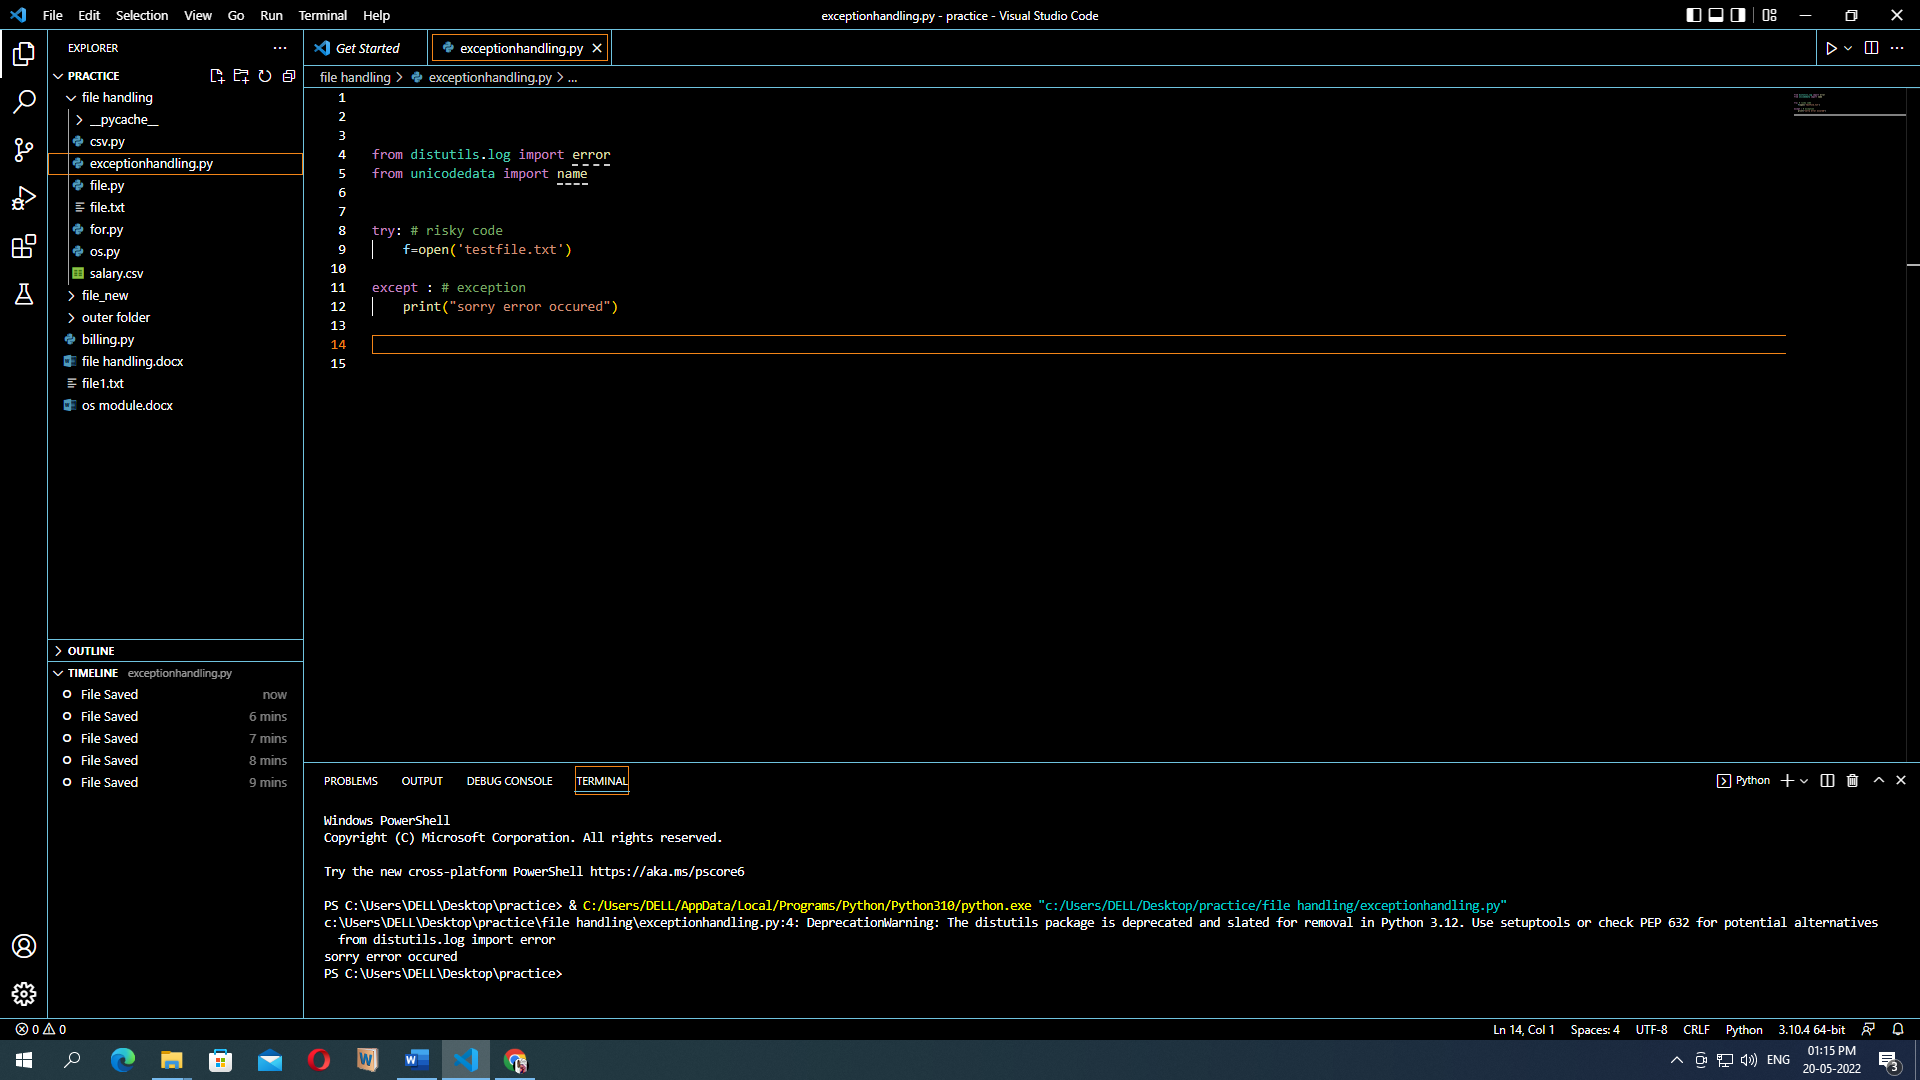 File Edit Selection View Go Run Terminal Help
exceptionhandling.py - practice - Visual Studio Code
EXPLORER
PRACTICE
file handling
__pycache__
csv.py
exceptionhandling.py
file.py
file.txt
for.py
os.py
salary.csv
file_new
outer folder
billing.py
file handling.docx
file1.txt
os module.docx
OUTLINE
TIMELINE exceptionhandling.py
File Saved now
File Saved 6 mins
File Saved 7 mins
File Saved 8 mins
File Saved 9 mins
Get Started
exceptionhandling.py
file handling > exceptionhandling.py > ...
1
2
3
4 from distutils.log import error
5 from unicodedata import name
6
7
8 try: # risky code
9 f=open('testfile.txt')
10
11 except : # exception
12 print("sorry error occured")
13
14
15
PROBLEMS OUTPUT DEBUG CONSOLE TERMINAL
Python
Windows PowerShell
Copyright (C) Microsoft Corporation. All rights reserved.
Try the new cross-platform PowerShell https://aka.ms/pscore6
PS C:\Users\DELL\Desktop\practice> & C:/Users/DELL/AppData/Local/Programs/Python/Python310/python.exe "c:/Users/DELL/Desktop/practice/file handling/exceptionhandling.py"
c:\Users\DELL\Desktop\practice\file handling\exceptionhandling.py:4: DeprecationWarning: The distutils package is deprecated and slated for removal in Python 3.12. Use setuptools or check PEP 632 for potential alternatives
from distutils.log import error
sorry error occured
PS C:\Users\DELL\Desktop\practice>
0 0
Ln 14, Col 1 Spaces: 4 UTF-8 CRLF Python 3.10.4 64-bit
W
W
ENG
01:15 PM
20-05-2022
3